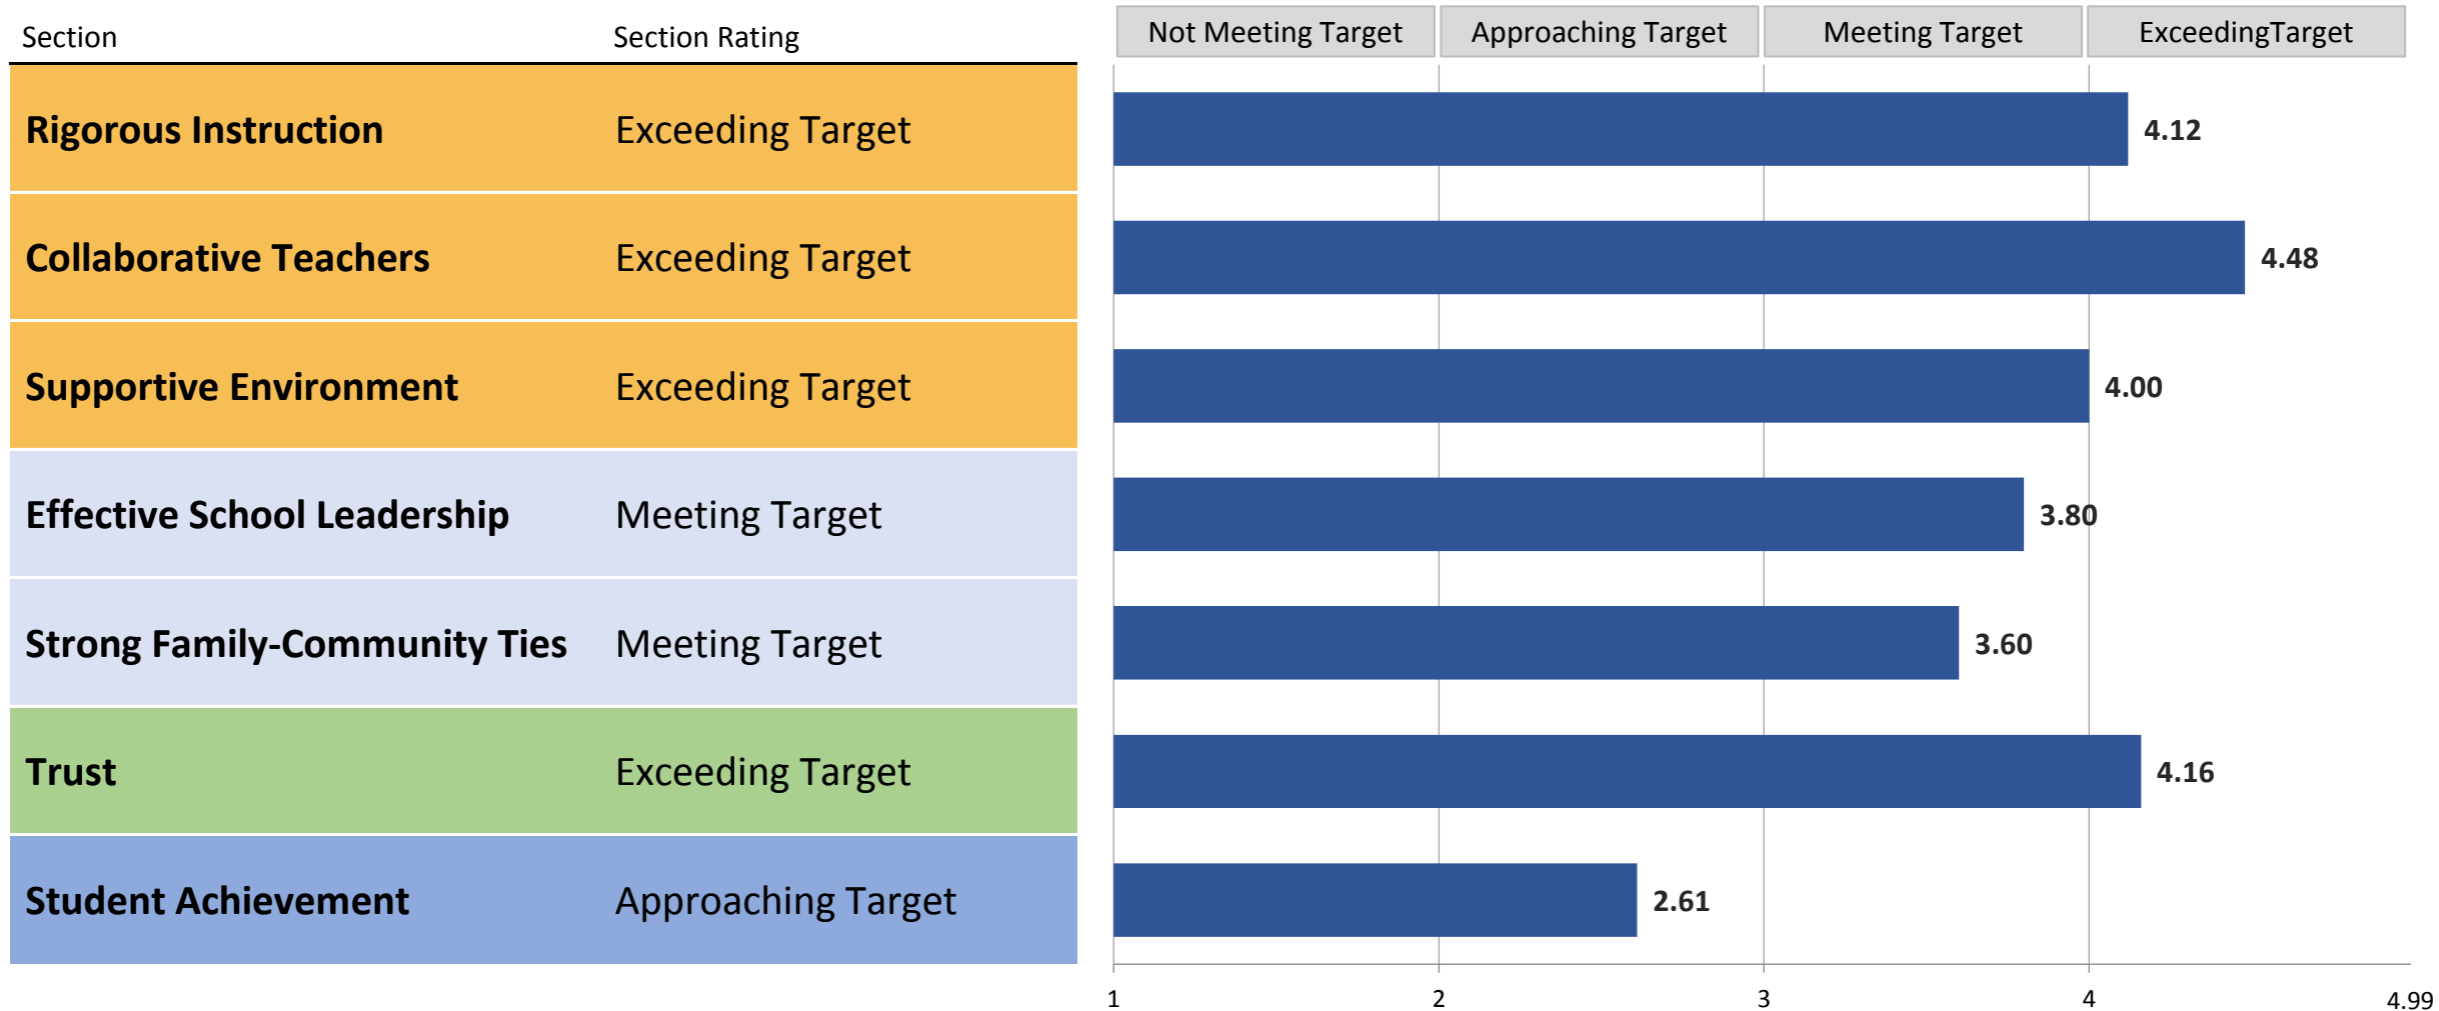 Section Section Rating Not Meeting Target Approaching Target Meeting Target ExceedingTarget
Rigorous Instruction Exceeding Target 4.12
Collaborative Teachers Exceeding Target 4.48
Supportive Environment Exceeding Target 4.00
Effective School Leadership Meeting Target 3.80
Strong Family-Community Ties Meeting Target 3.60
Trust Exceeding Target 4.16
Student Achievement Approaching Target 2.61
1 2 3 4 4.99